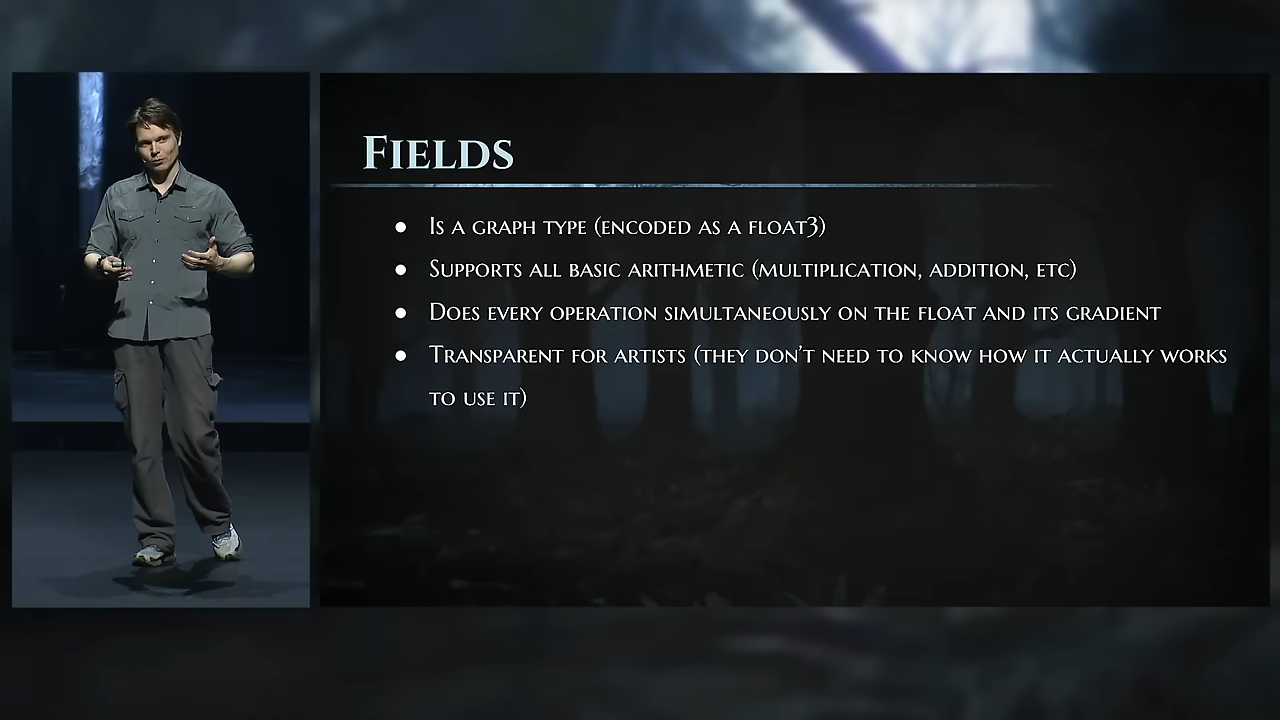 Fields
● Is a graph type (encoded as a float3)
● Supports all basic arithmetic (multiplication, addition, etc)
● Does every operation simultaneously on the float and its gradient
● Transparent for artists (they don't need to know how it actually works
to use it)